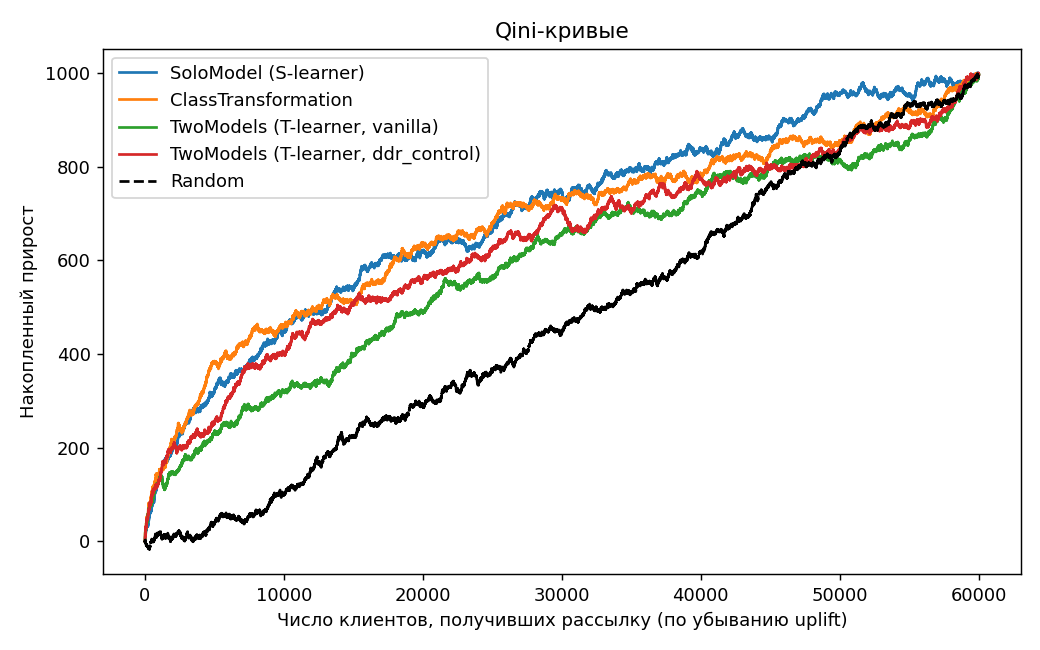 Qini-кривые
SoloModel (S-learner)
ClassTransformation
TwoModels (T-learner, vanilla)
TwoModels (T-learner, ddr_control)
Random
Накопленный прирост
1000
800
600
400
200
0
0 10000 20000 30000 40000 50000 60000
Число клиентов, получивших рассылку (по убыванию uplift)